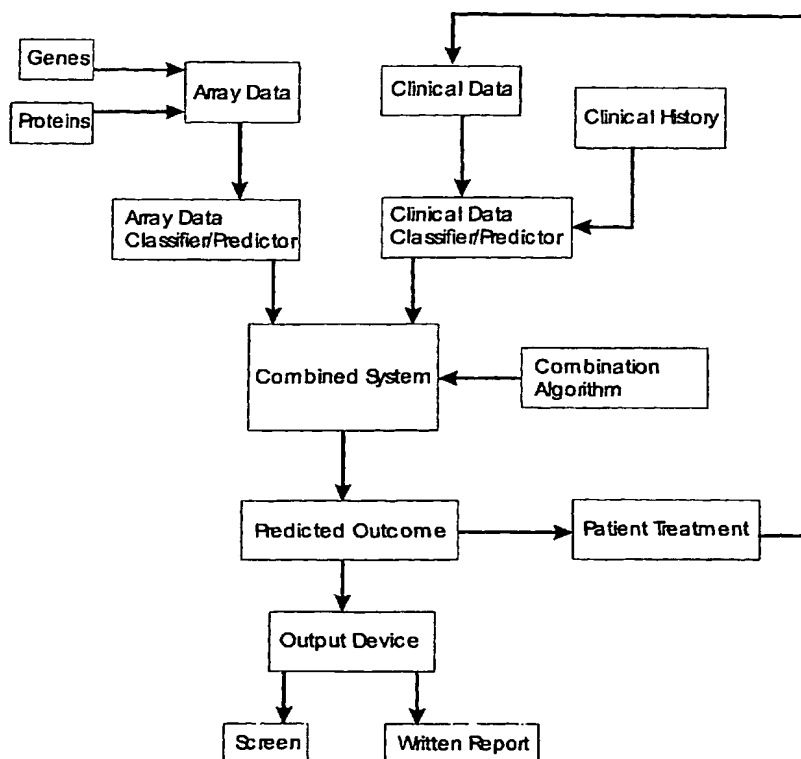 Genes
Array Data
Clinical Data
Proteins
Clinical History
Array Data
Classifier/Predictor
Clinical Data
Classifier/Predictor
Combined System
Combination
Algorithm
Predicted Outcome
Patient Treatment
Output Device
Screen
Written Report